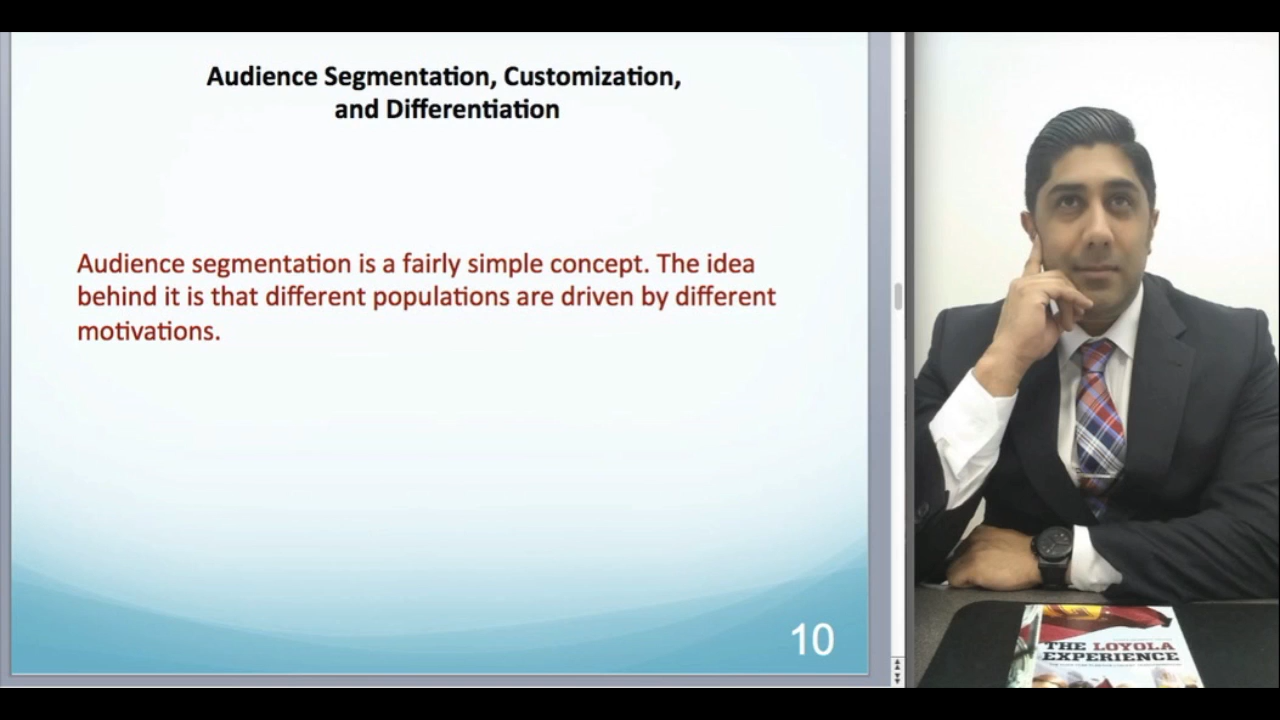 Audience Segmentation, Customization,
and Differentiation
Audience segmentation is a fairly simple concept. The idea
behind it is that different populations are driven by different
motivations.
10
THE LOYOLA
EXPERIENCE